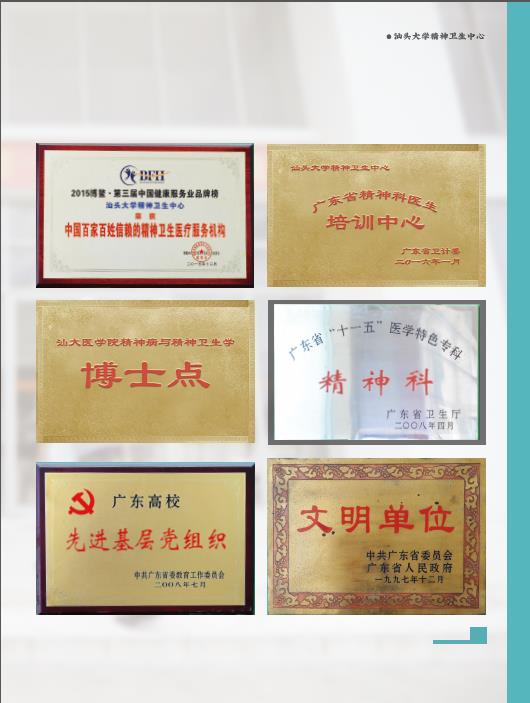 汕头大学精神卫生中心
BFH
2015博鳌·第三届中国健康服务业品牌榜
汕头大学精神卫生中心
荣获
中国百家百姓信赖的精神卫生医疗服务机构
二〇一五年十二月
汕头大学精神卫生中心
广东省精神科医生
培训中心
广东省卫计委
二〇一六年一月
汕大医学院精神病与精神卫生学
博士点
广东省“十一五”医学特色专科
精神科
广东省卫生厅
二〇〇八年四月
广东高校
先进基层党组织
中共广东省委教育工作委员会
二〇〇八年七月
文明单位
中共广东省委员会
广东省人民政府
一九九七年十二月